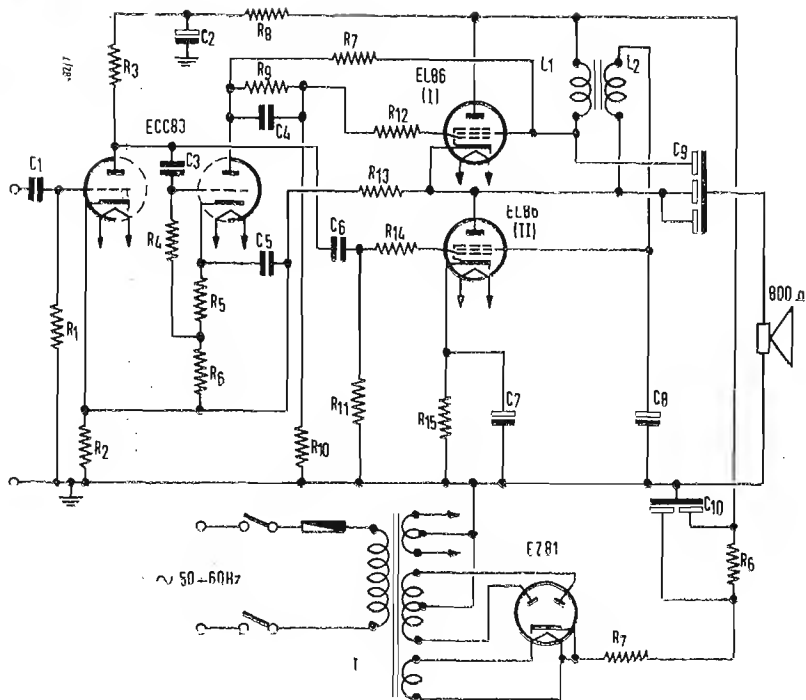 C2
R8
R3
R7
R9
EL86
(I)
L1
L2
ECC83
C4
R12
C9
C1
C3
R13
EL86
(II)
R4
C5
C6
R14
800 Ω
R5
R1
R6
R11
R15
C7
C8
R2
R10
C10
EZ81
R6
~ 50÷60Hz
R7